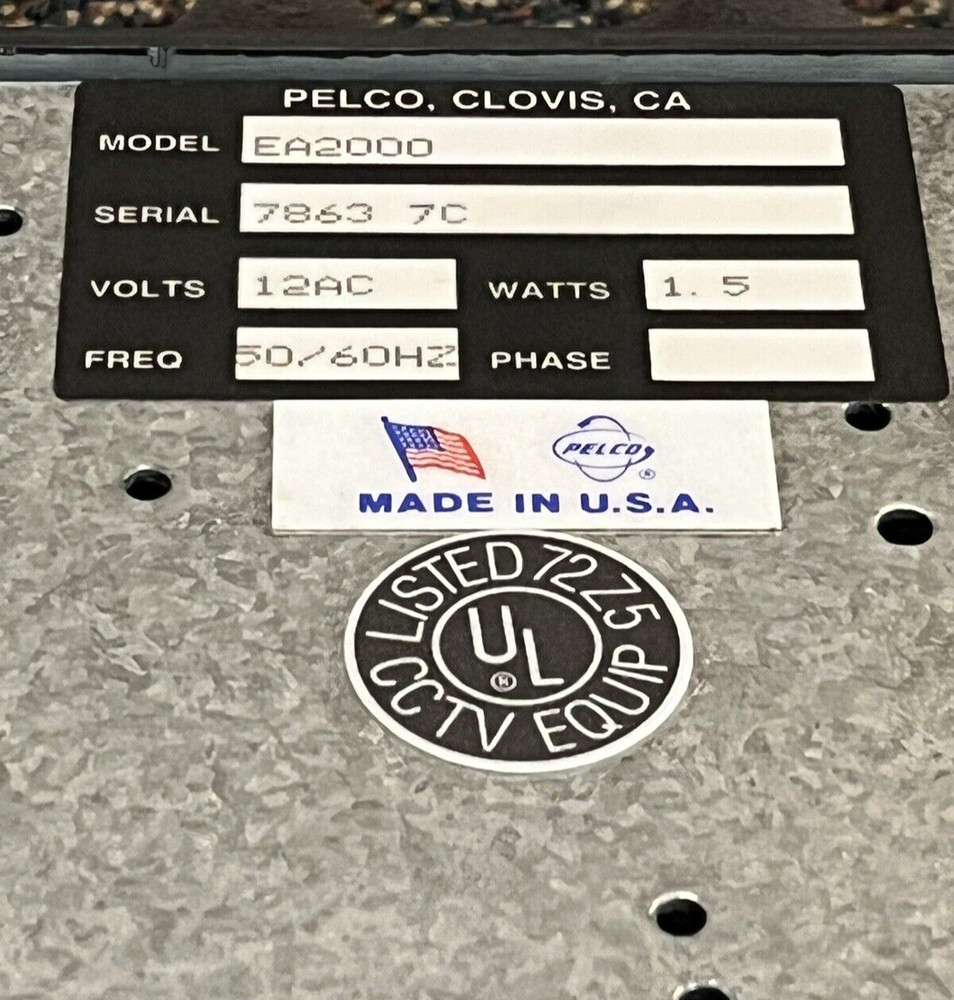 PELCO, CLOVIS, CA
MODEL EA2000
SERIAL 7863 7C
VOLTS 12AC WATTS 1.5
FREQ 50/60HZ PHASE
PELCO®
MADE IN U.S.A.
LISTED 72Z5
UL®
CCTV EQUIP